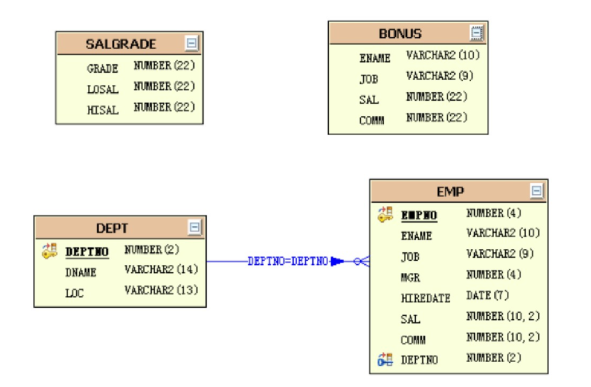 SALGRADE
GRADE NUMBER(22)
LOSAL NUMBER(22)
HISAL NUMBER(22)
BONUS
ENAME VARCHAR2(10)
JOB VARCHAR2(9)
SAL NUMBER(22)
COMM NUMBER(22)
DEPT
DEPTNO NUMBER(2)
DNAME VARCHAR2(14)
LOC VARCHAR2(13)
DEPTNO=DEPTNO
EMP
EMPNO NUMBER(4)
ENAME VARCHAR2(10)
JOB VARCHAR2(9)
MGR NUMBER(4)
HIREDATE DATE(7)
SAL NUMBER(10,2)
COMM NUMBER(10,2)
DEPTNO NUMBER(2)